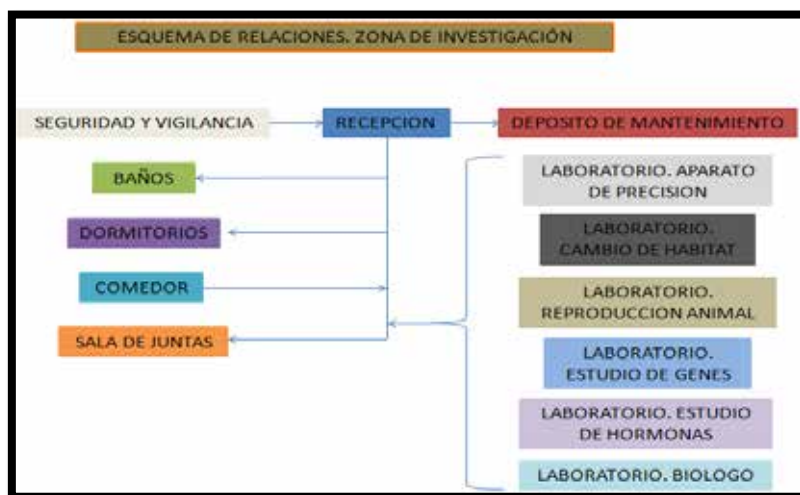 ESQUEMA DE RELACIONES. ZONA DE INVESTIGACIÓN
SEGURIDAD Y VIGILANCIA
RECEPCION
DEPOSITO DE MANTENIMIENTO
BAÑOS
DORMITORIOS
COMEDOR
SALA DE JUNTAS
LABORATORIO. APARATO
DE PRECISION
LABORATORIO.
CAMBIO DE HABITAT
LABORATORIO.
REPRODUCCION ANIMAL
LABORATORIO.
ESTUDIO DE GENES
LABORATORIO. ESTUDIO
DE HORMONAS
LABORATORIO. BIOLOGO